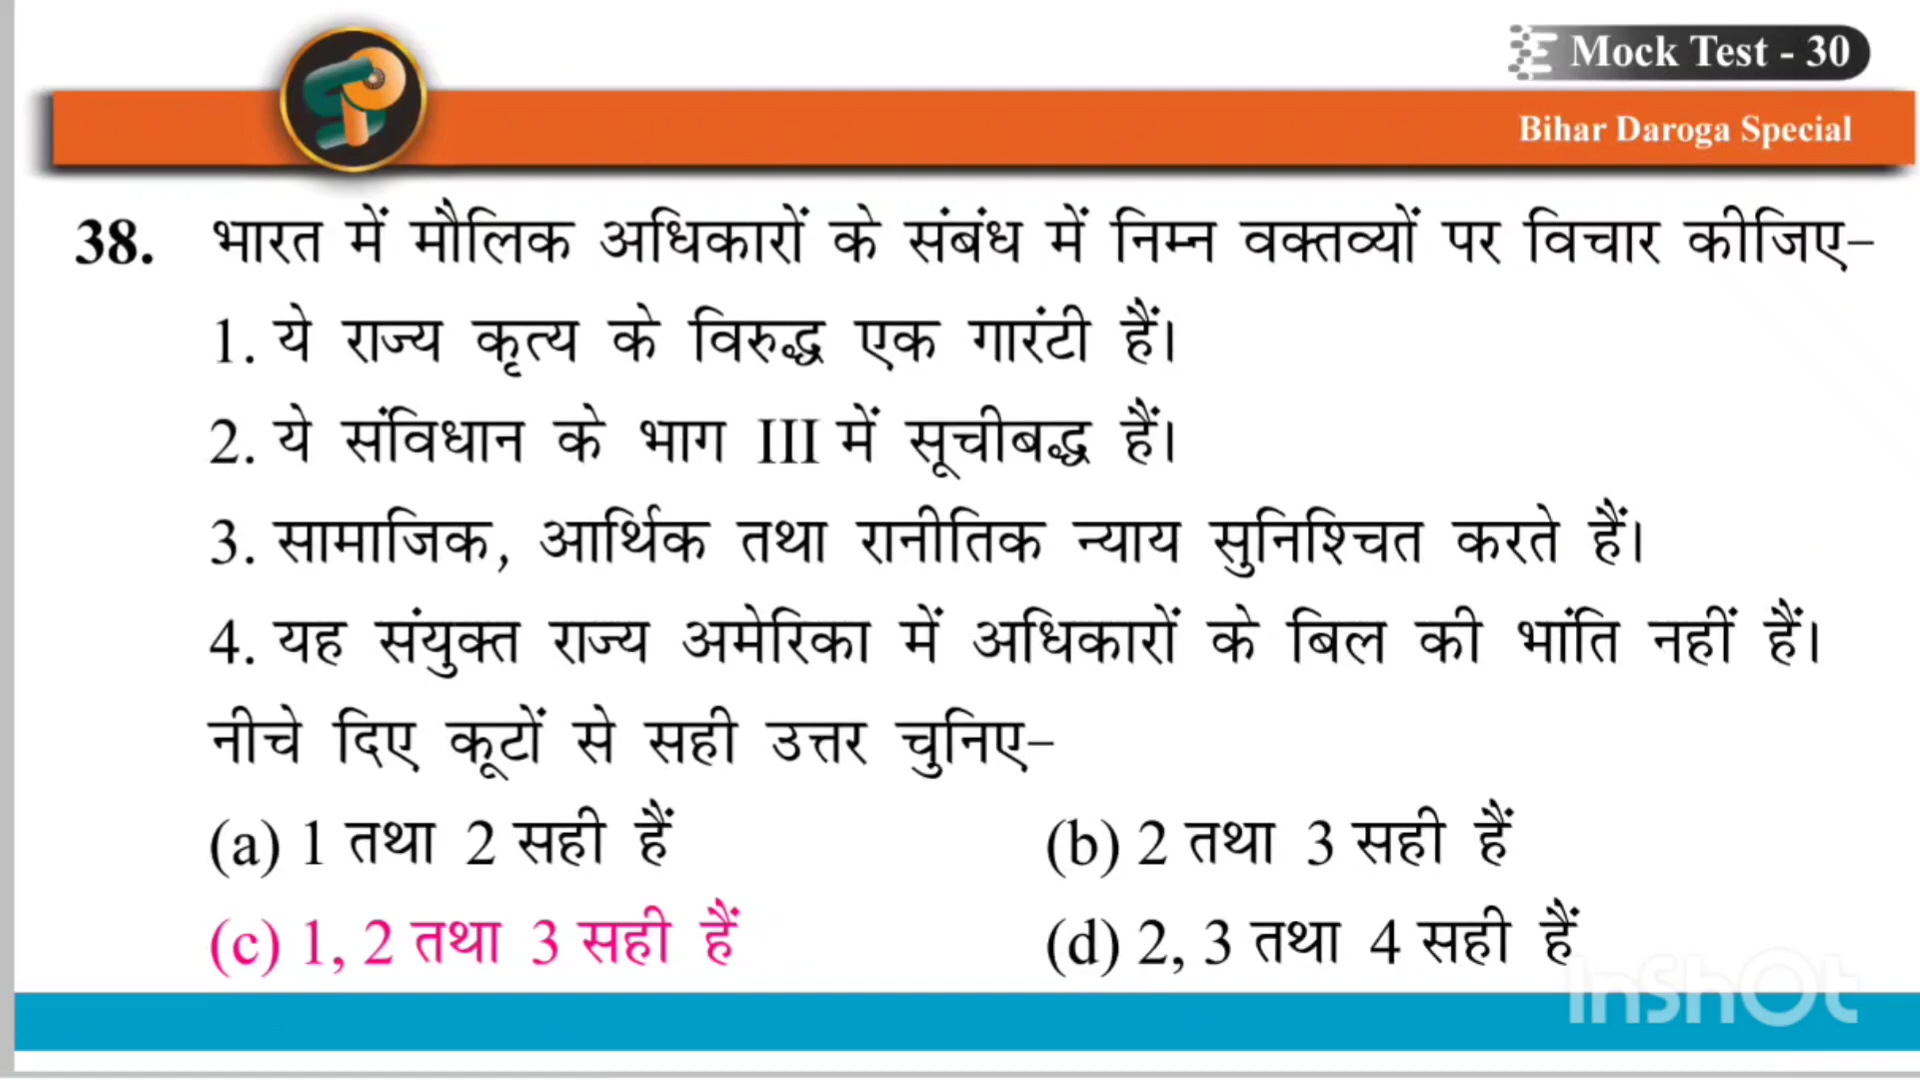 Mock Test - 30
Bihar Daroga Special
38. भारत में मौलिक अधिकारों के संबंध में निम्न वक्तव्यों पर विचार कीजिए–
1. ये राज्य कृत्य के विरुद्ध एक गारंटी हैं।
2. ये संविधान के भाग III में सूचीबद्ध हैं।
3. सामाजिक, आर्थिक तथा रानीतिक न्याय सुनिश्चित करते हैं।
4. यह संयुक्त राज्य अमेरिका में अधिकारों के बिल की भांति नहीं हैं।
नीचे दिए कूटों से सही उत्तर चुनिए–
(a) 1 तथा 2 सही हैं (b) 2 तथा 3 सही हैं
(c) 1, 2 तथा 3 सही हैं (d) 2, 3 तथा 4 सही हैं
InShOt